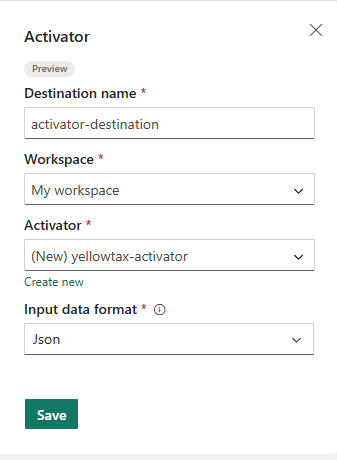 Activator
Preview
Destination name *
activator-destination
Workspace *
My workspace
Activator *
(New) yellowtax-activator
Create new
Input data format *
Json
Save